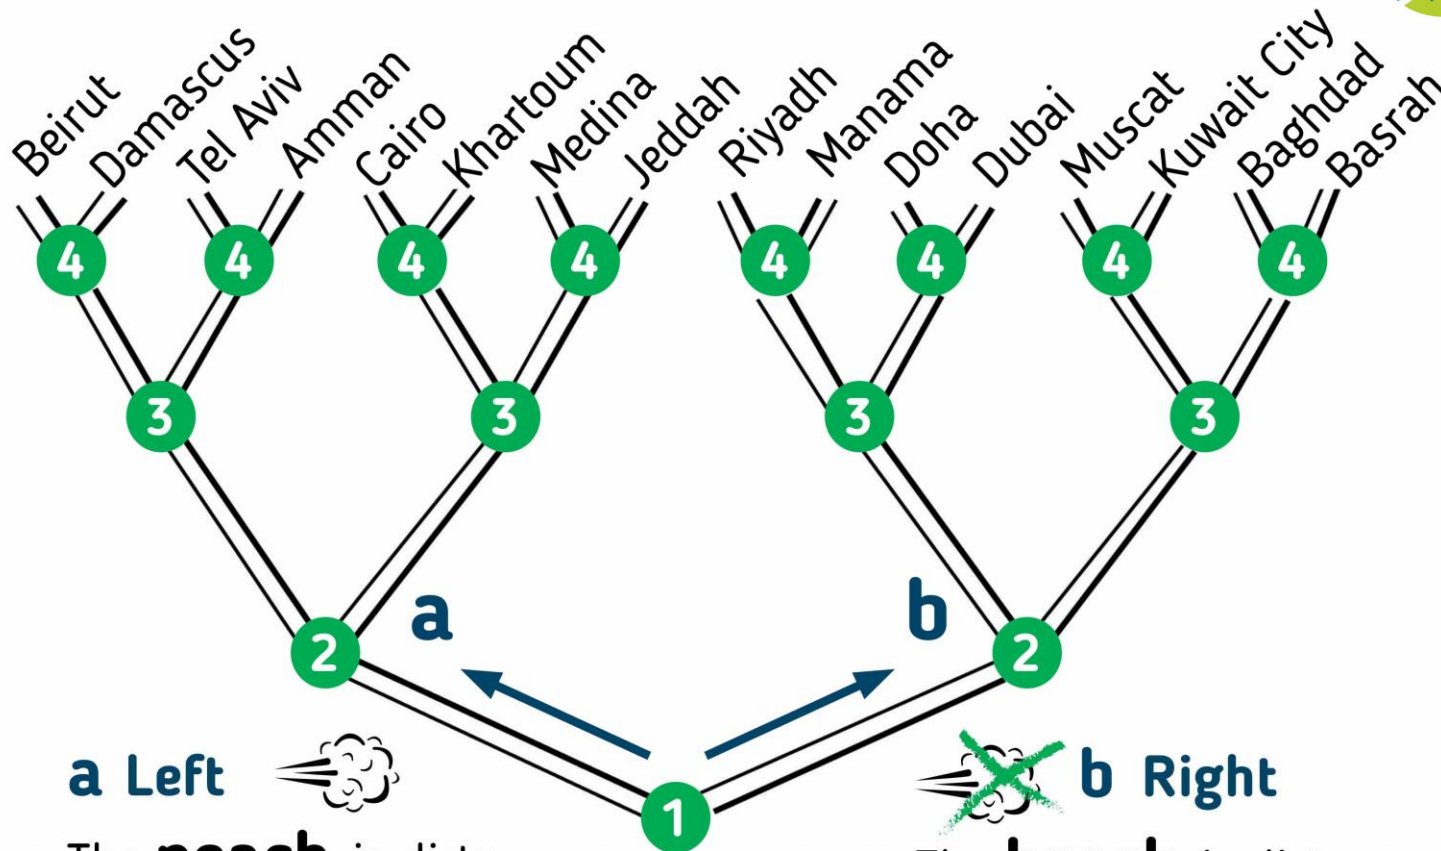 Beirut
Damascus
Tel Aviv
Amman
Cairo
Khartoum
Medina
Jeddah
Riyadh
Manama
Doha
Dubai
Muscat
Kuwait City
Baghdad
Basrah
4 4 4 4 4 4 4 4
3 3 3 3
a b
2 2
a Left b Right
1
The